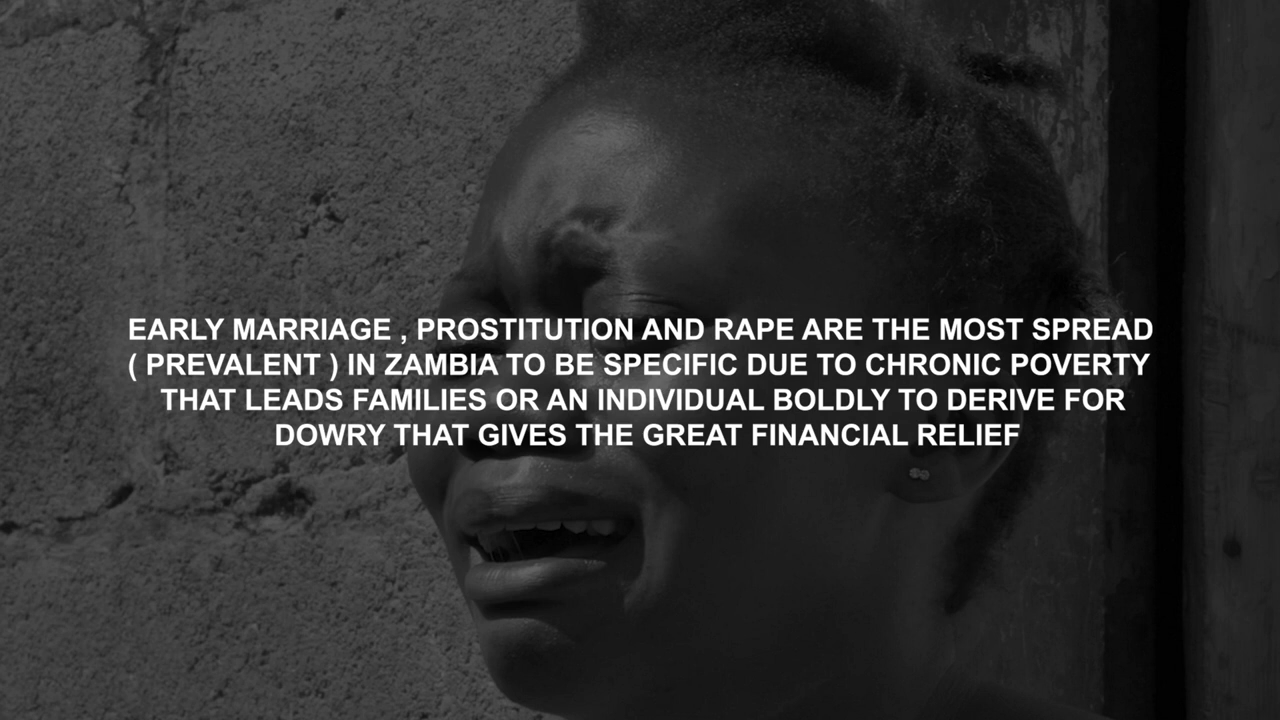 EARLY MARRIAGE , PROSTITUTION AND RAPE ARE THE MOST SPREAD
( PREVALENT ) IN ZAMBIA TO BE SPECIFIC DUE TO CHRONIC POVERTY
THAT LEADS FAMILIES OR AN INDIVIDUAL BOLDLY TO DERIVE FOR
DOWRY THAT GIVES THE GREAT FINANCIAL RELIEF